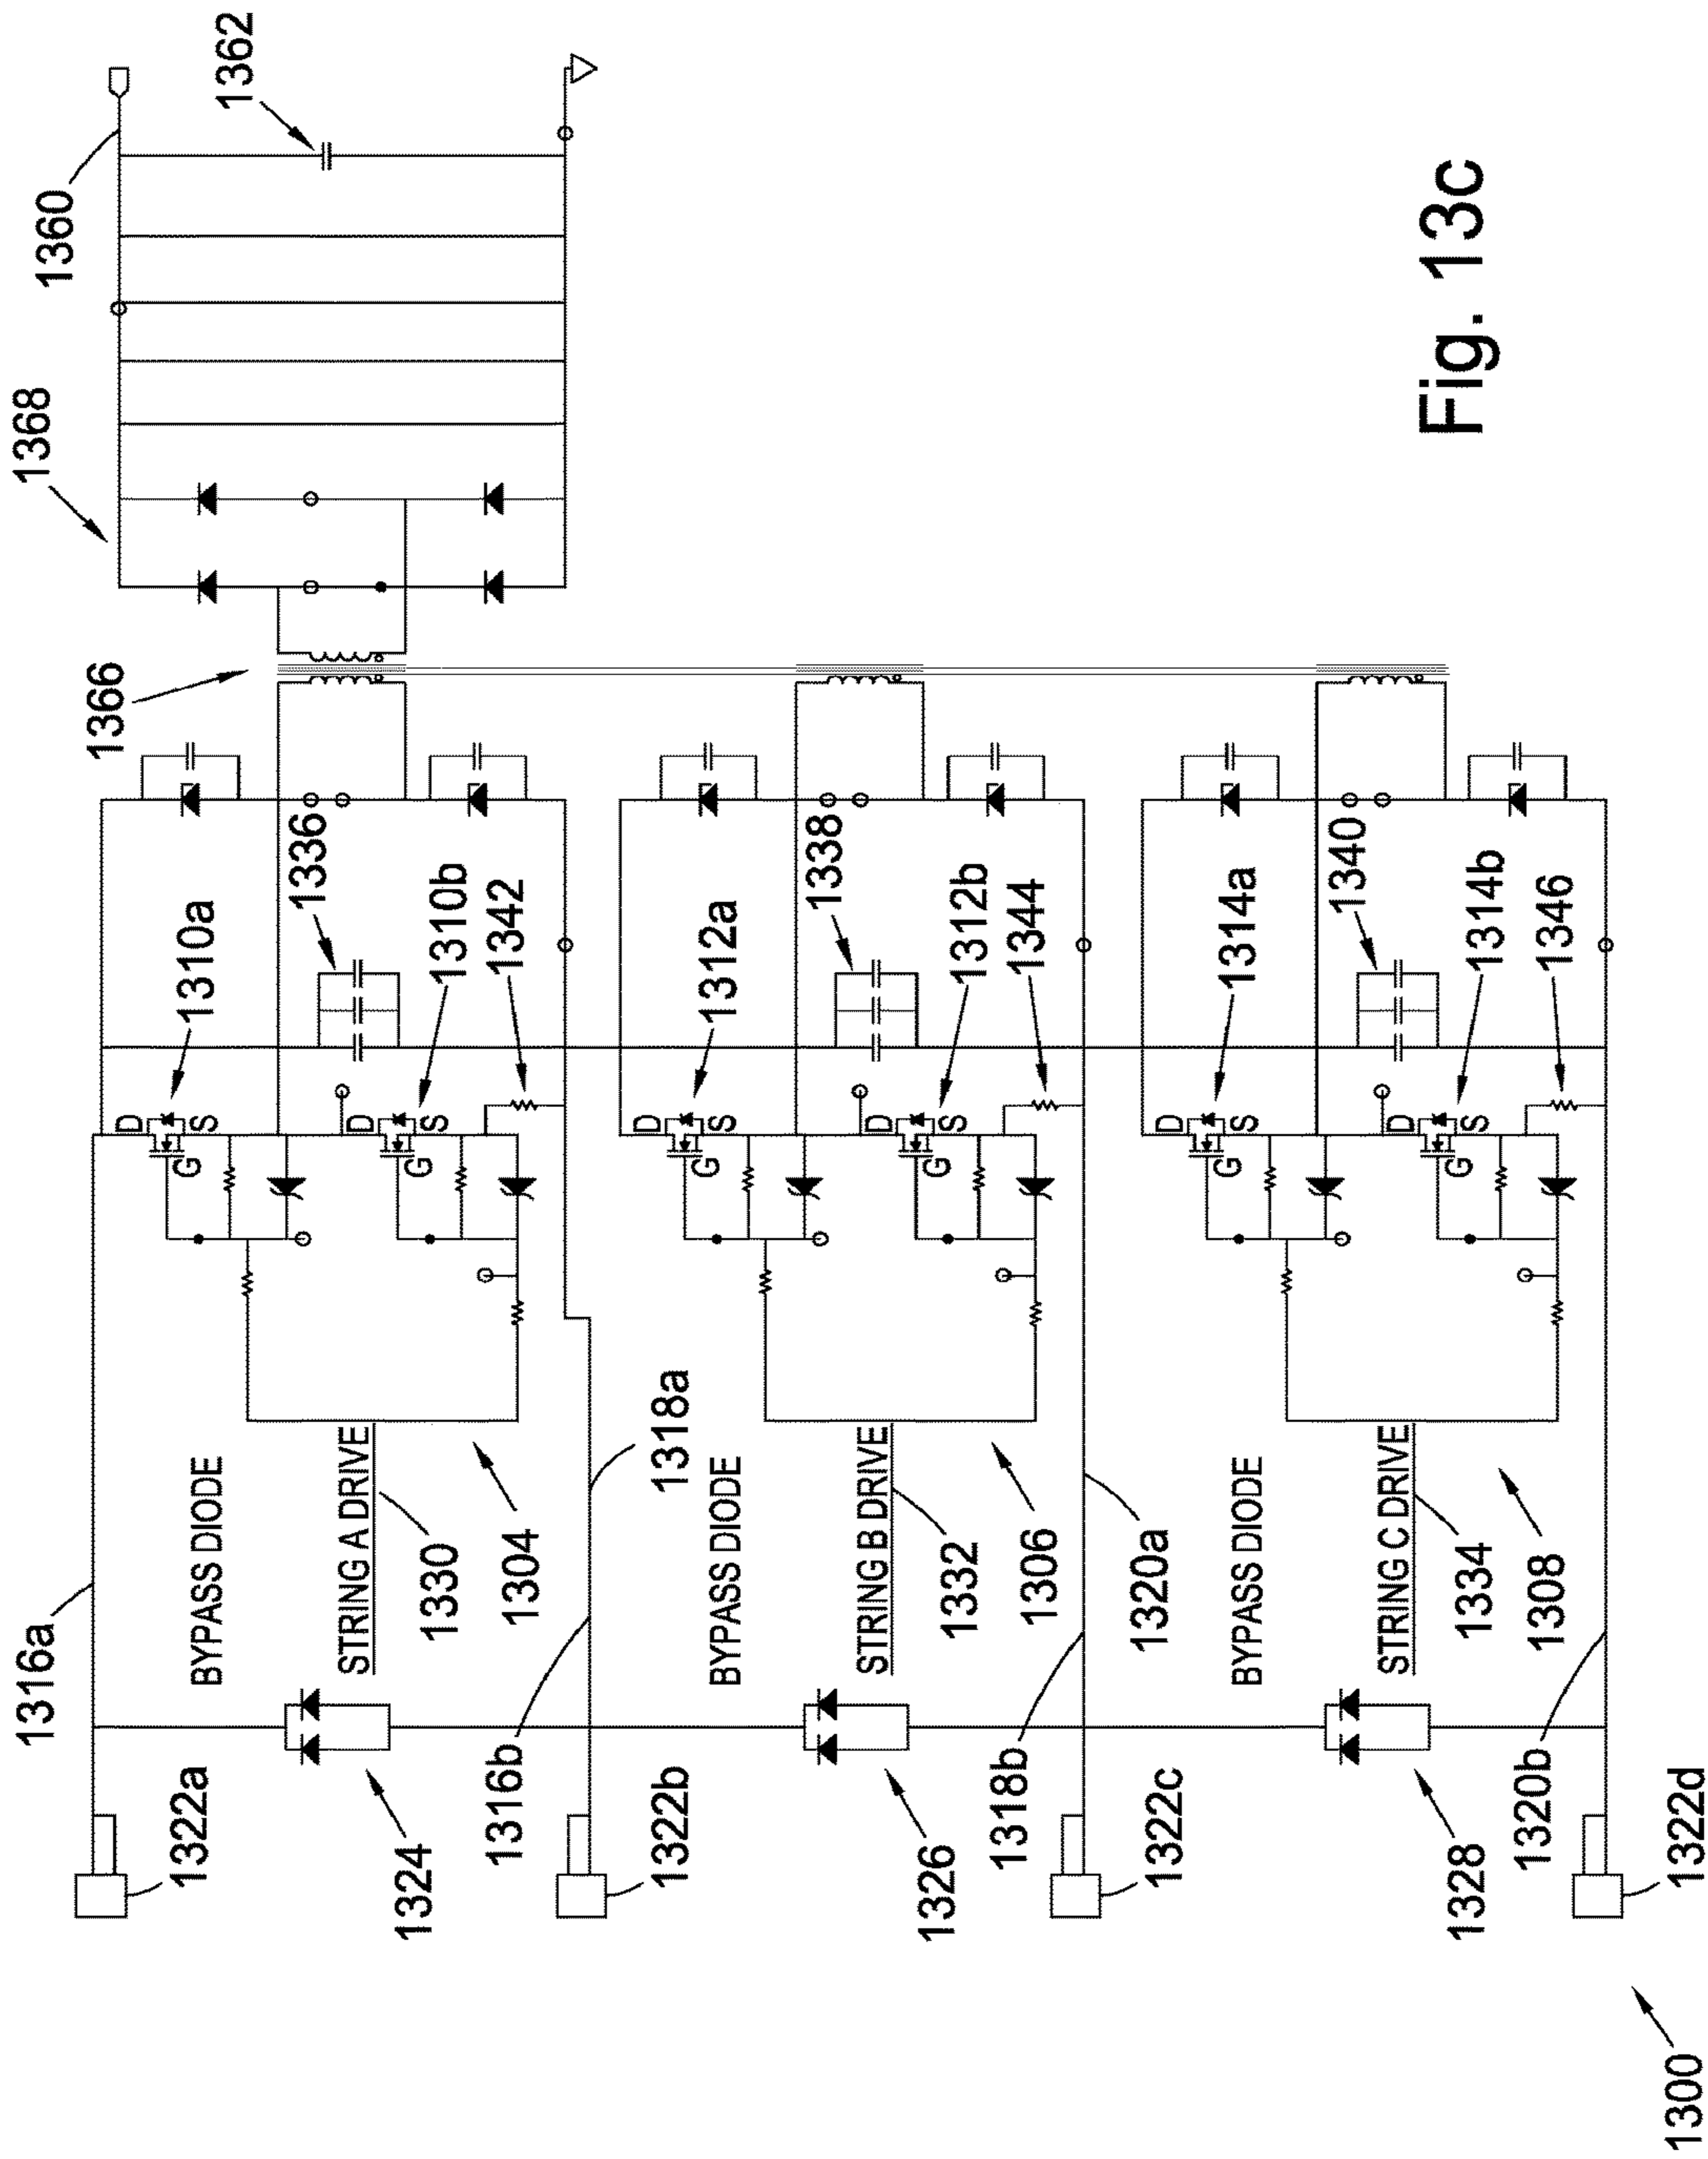 1316a
1322a
BYPASS DIODE
1324
STRING A DRIVE
1330
1304
1316b
1318a
1322b
D
S
G
1310a
1336
D
S
G
1310b
1342
1366
1368
1360
1362
BYPASS DIODE
1326
STRING B DRIVE
1332
1306
1318b
1320a
1322c
D
S
G
1312a
1338
D
S
G
1312b
1344
BYPASS DIODE
1328
STRING C DRIVE
1334
1308
1320b
1322d
D
S
G
1314a
1340
D
S
G
1314b
1346
1300
Fig. 13c